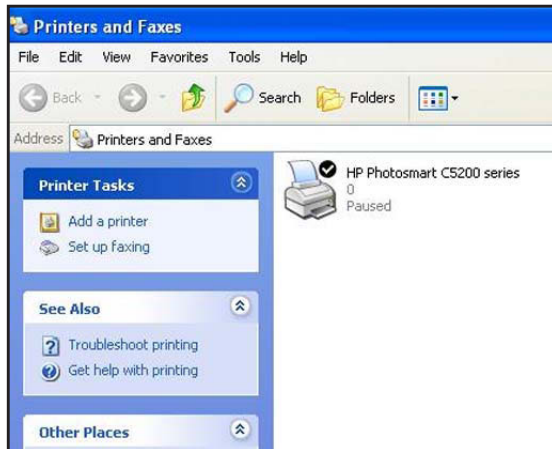 Printers and Faxes
File Edit View Favorites Tools Help
Back Search Folders
Address Printers and Faxes
Printer Tasks
Add a printer
Set up faxing
See Also
Troubleshoot printing
Get help with printing
Other Places
HP Photosmart C5200 series
0
Paused